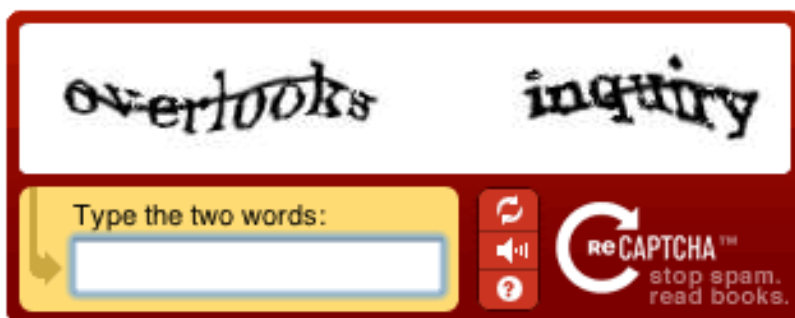 overlooks inquiry
Type the two words:
ReCAPTCHA™
stop spam.
read books.